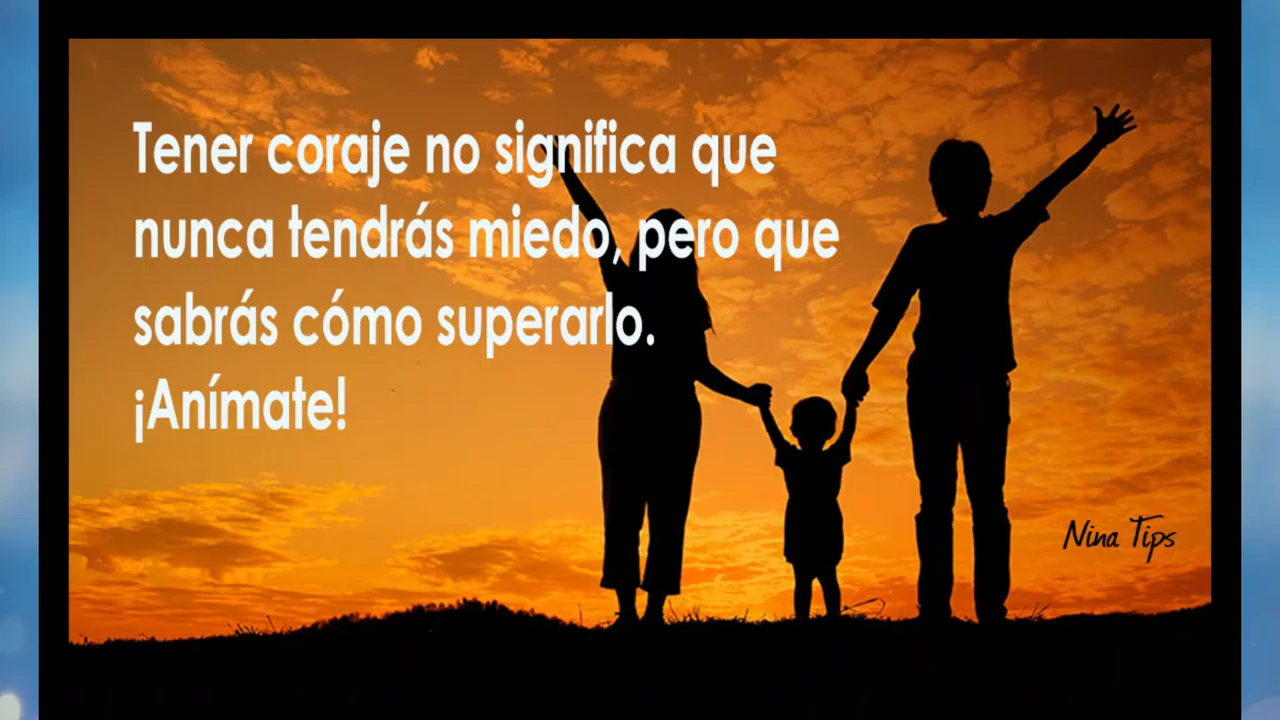 Tener coraje no significa que
nunca tendrás miedo, pero que
sabrás cómo superarlo.
¡Anímate!
Nina Tips